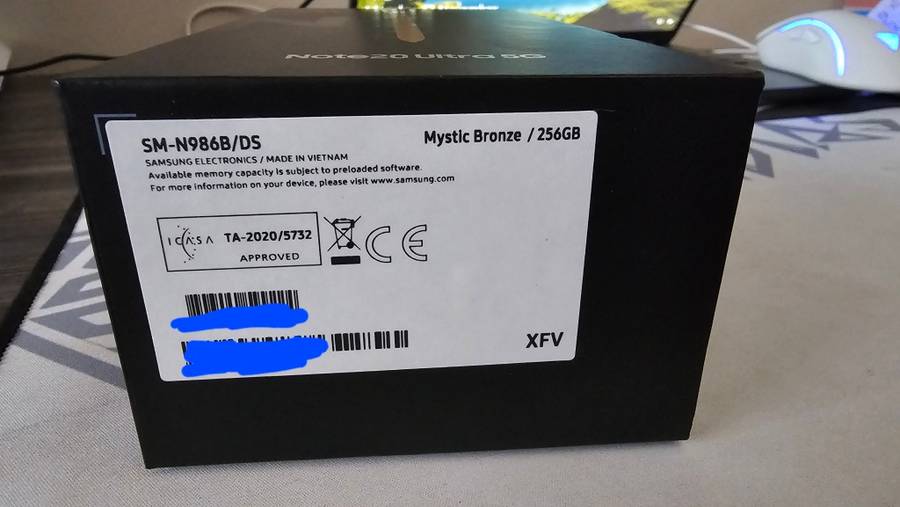 Note20 Ultra 5G
SM-N986B/DS
Mystic Bronze / 256GB
SAMSUNG ELECTRONICS / MADE IN VIETNAM
Available memory capacity is subject to preloaded software.
For more information on your device, please visit www.samsung.com
ICASA TA-2020/5732
APPROVED
CE
XFV